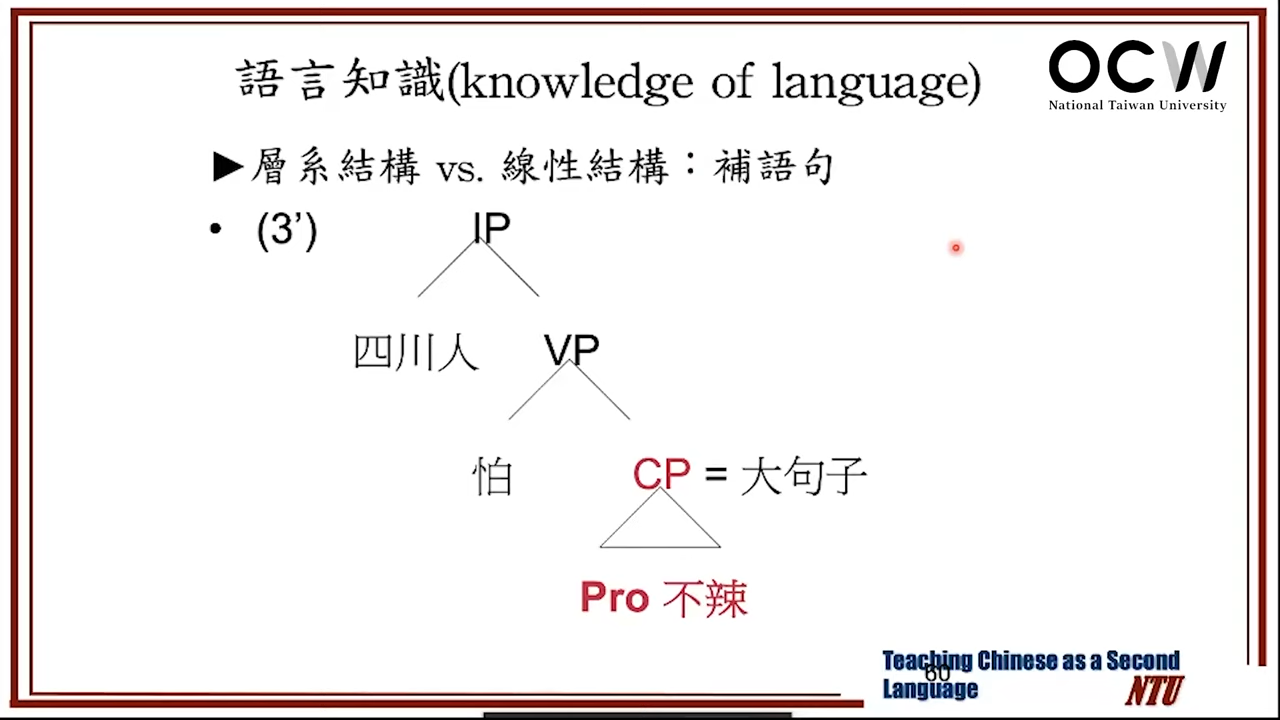 語言知識(knowledge of language)
OCW
National Taiwan University
►層系結構 vs. 線性結構：補語句
• (3’)
IP
四川人 VP
怕 CP = 大句子
Pro 不辣
Teaching Chinese as a Second
Language
60
NTU